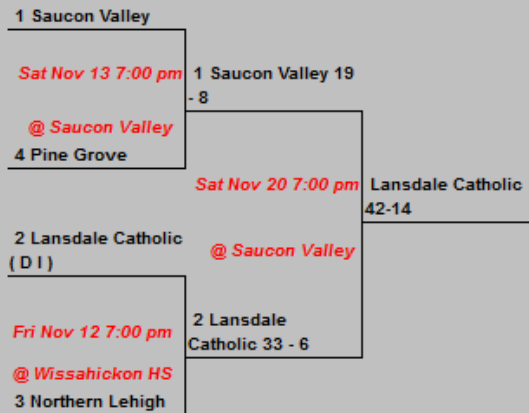 1 Saucon Valley
Sat Nov 13 7:00 pm
1 Saucon Valley 19
- 8
@ Saucon Valley
4 Pine Grove
Sat Nov 20 7:00 pm
Lansdale Catholic
42-14
2 Lansdale Catholic
( D I )
@ Saucon Valley
Fri Nov 12 7:00 pm
2 Lansdale
Catholic 33 - 6
@ Wissahickon HS
3 Northern Lehigh